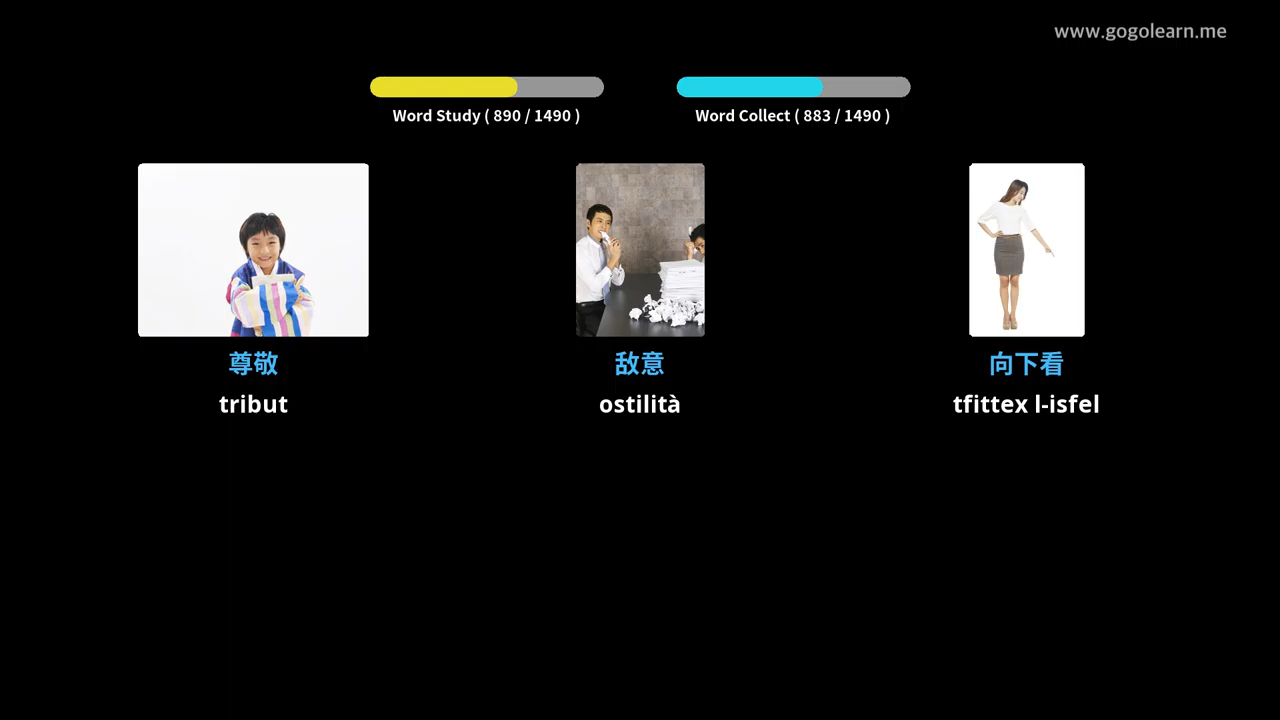 www.gogolearn.me
Word Study ( 890 / 1490 )
Word Collect ( 883 / 1490 )
尊敬
敌意
向下看
tribut
ostilità
tfittex l-isfel